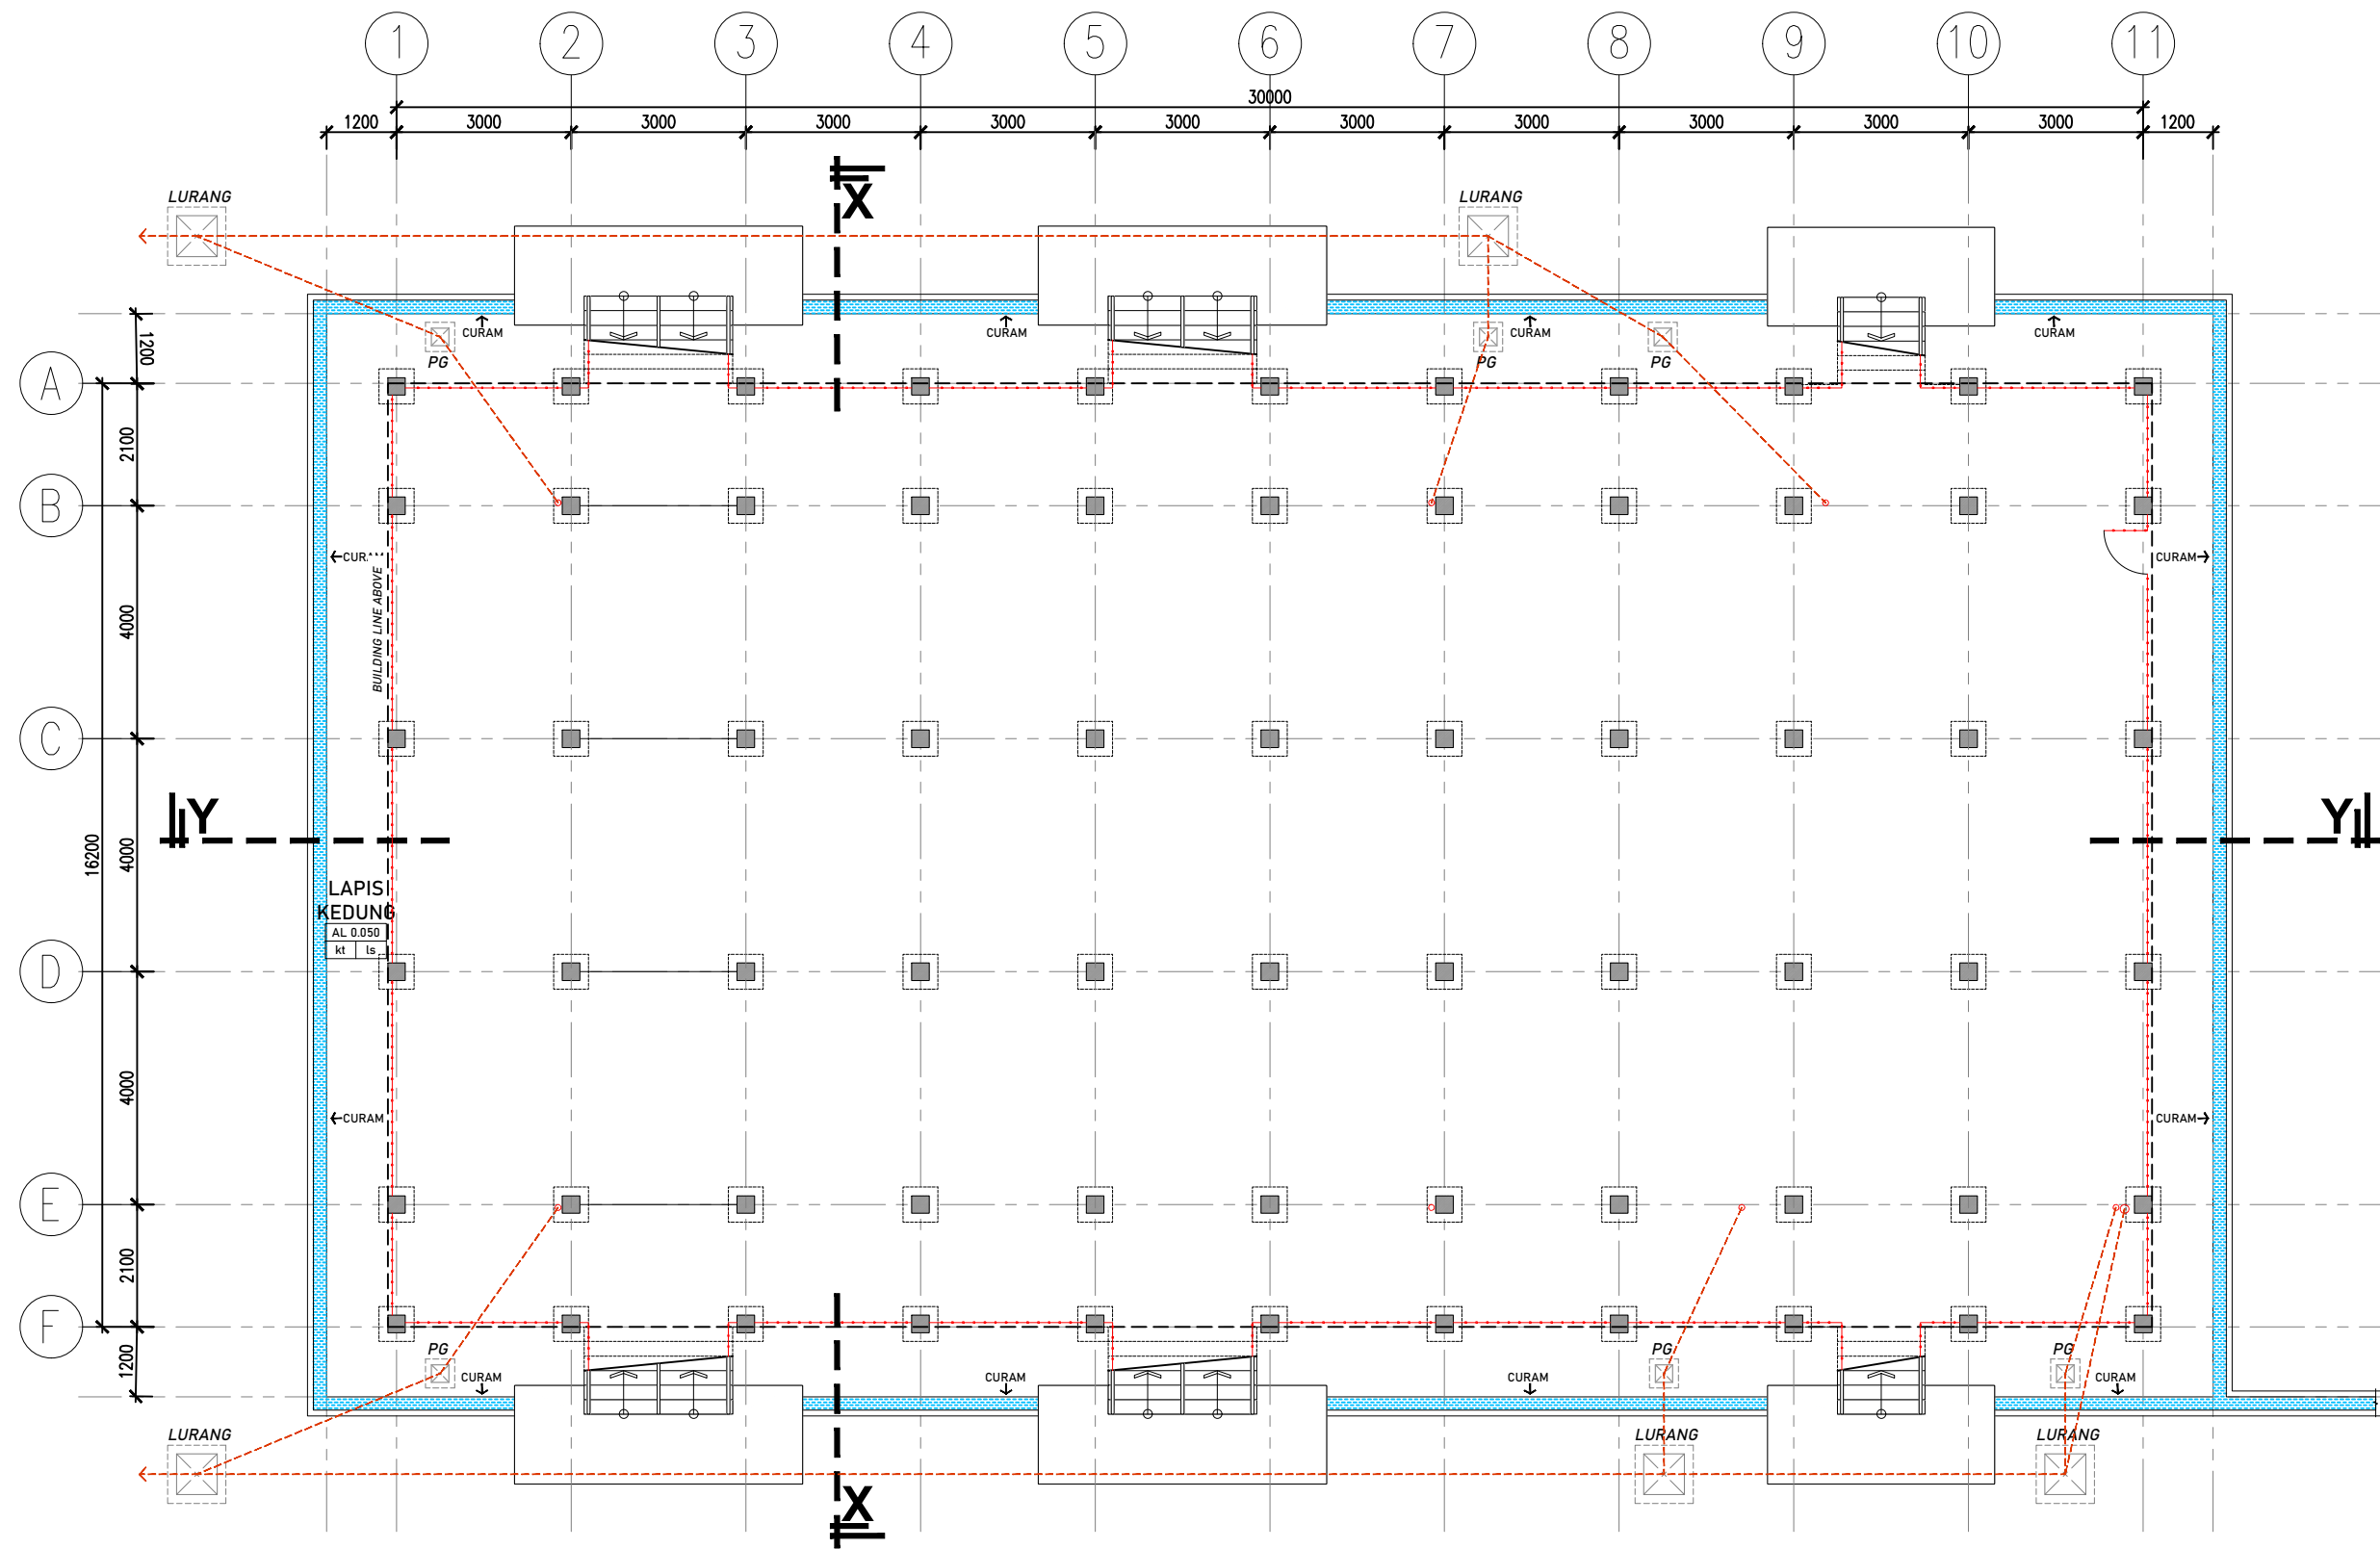 1 2 3 4 5 6 7 8 9 10 11
30000
1200 3000 3000 3000 3000 3000 3000 3000 3000 3000 3000 1200
X
LURANG LURANG
CURAM CURAM CURAM CURAM
1200
PG PG PG
A
2100
B
CURAM
CURAM
BUILDING LINE ABOVE
4000
C
Y Y
16200
4000
LAPIS
KEDUNG
AL 0.050
kt ls
D
4000
CURAM CURAM
E
2100
F
PG PG PG
1200
CURAM CURAM CURAM CURAM
LURANG LURANG LURANG
X